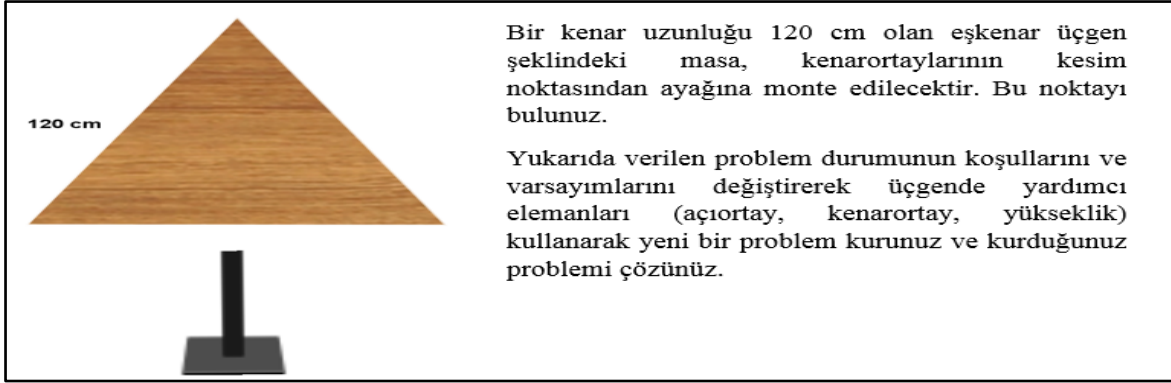 Bir kenar uzunluğu 120 cm olan eşkenar üçgen
şeklindeki masa, kenarortaylarının kesim
noktasından ayağına monte edilecektir. Bu noktayı
bulunuz.
120 cm
Yukarıda verilen problem durumunun koşullarını ve
varsayımlarını değiştirerek üçgende yardımcı
elemanları (açıortay, kenarortay, yükseklik)
kullanarak yeni bir problem kurunuz ve kurduğunuz
problemi çözünüz.